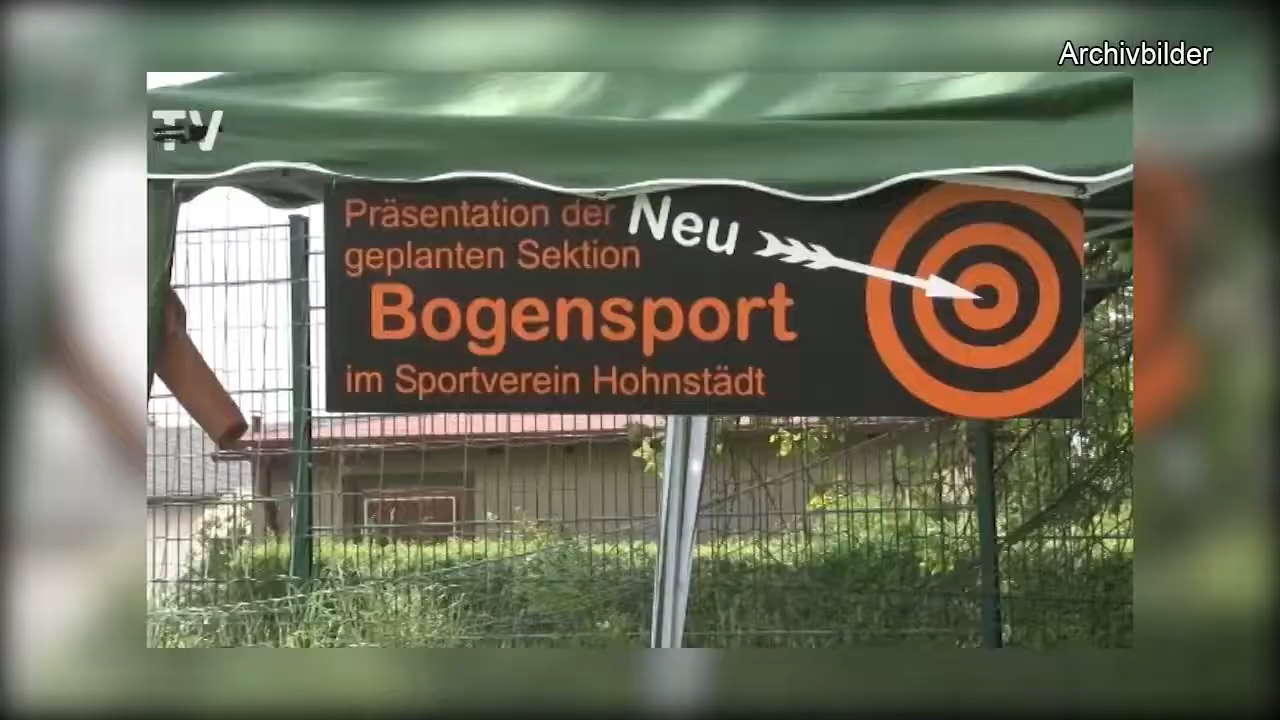 Archivbilder
TV
Präsentation der Neu
geplanten Sektion
Bogensport
im Sportverein Hohnstädt